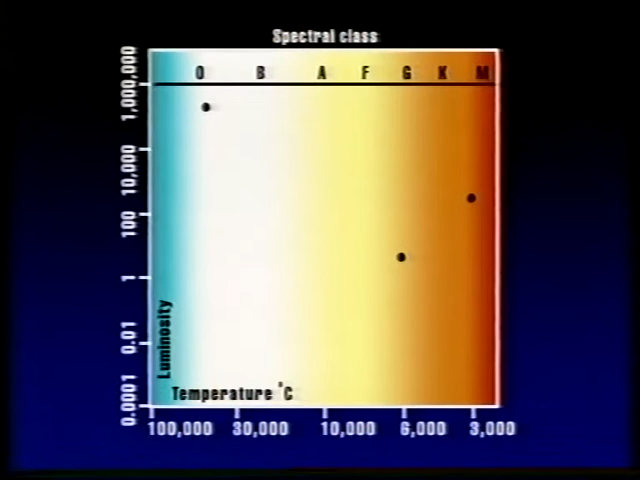 Spectral class
O B A F G K M
1,000,000
10,000
100
1
0.01
0.0001
Luminosity
Temperature °C
100,000 30,000 10,000 6,000 3,000